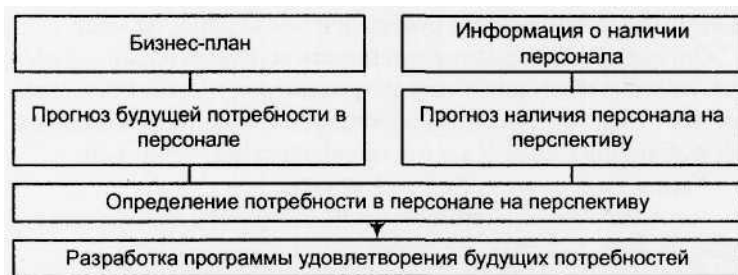 Бизнес-план
Информация о наличии
персонала
Прогноз будущей потребности в
персонале
Прогноз наличия персонала на
перспективу
Определение потребности в персонале на перспективу
Разработка программы удовлетворения будущих потребностей